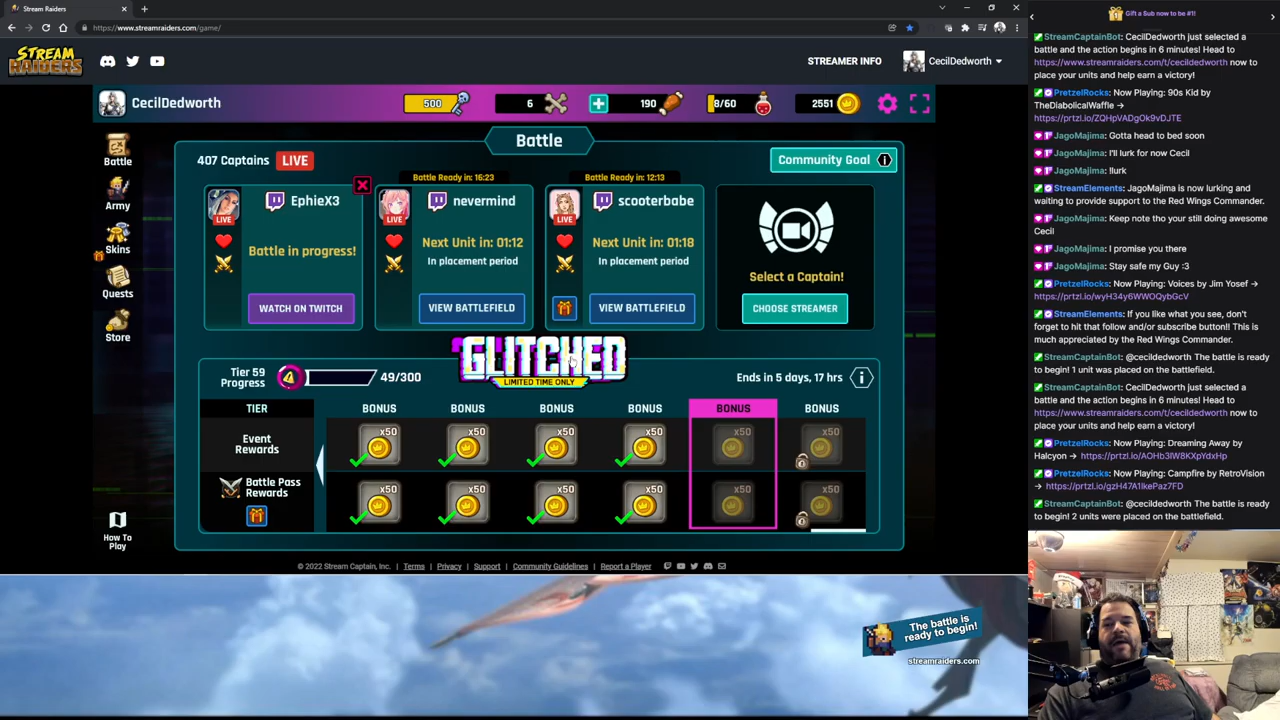 Stream Raiders
https://www.streamraiders.com/game/
STREAM RAIDERS
STREAMER INFO
CecilDedworth
CecilDedworth
500
6
190
8/60
2551
Battle
407 Captains LIVE
Community Goal
Battle
Army
Skins
Quests
Store
How To
Play
LIVE
EphieX3
Battle in progress!
WATCH ON TWITCH
Battle Ready in: 16:23
LIVE
nevermind
Next Unit in: 01:12
In placement period
VIEW BATTLEFIELD
Battle Ready in: 12:13
LIVE
scooterbabe
Next Unit in: 01:18
In placement period
VIEW BATTLEFIELD
Select a Captain!
CHOOSE STREAMER
GLITCHED
LIMITED TIME ONLY
Tier 59
Progress
49/300
Ends in 5 days, 17 hrs
TIER
BONUS
BONUS
BONUS
BONUS
BONUS
BONUS
Event
Rewards
x50
x50
x50
x50
x50
x50
Battle Pass
Rewards
x50
x50
x50
x50
x50
x50
© 2022 Stream Captain, Inc. | Terms | Privacy | Support | Community Guidelines | Report a Player
The battle is
ready to begin!
streamraiders.com
Gift a Sub now to be #1!
StreamCaptainBot: CecilDedworth just selected a
battle and the action begins in 6 minutes! Head to
https://www.streamraiders.com/t/cecildedworth now to
place your units and help earn a victory!
PretzelRocks: Now Playing: 90s Kid by
TheDiabolicalWaffle ->
https://prtzl.io/ZQHpVADgOk9vDJTE
JagoMajima: Gotta head to bed soon
JagoMajima: I'll lurk for now Cecil
JagoMajima: !lurk
StreamElements: JagoMajima is now lurking and
waiting to provide support to the Red Wings Commander.
JagoMajima: Keep note tho your still doing awesome
Cecil
JagoMajima: I promise you there
JagoMajima: Stay safe my Guy :3
PretzelRocks: Now Playing: Voices by Jim Yosef ->
https://prtzl.io/wyH34y6WWOQybGcV
StreamElements: If you like what you see, don't
forget to hit that follow and/or subscribe button!! This is
much appreciated by the Red Wings Commander.
StreamCaptainBot: @cecildedworth The battle is ready
to begin! 1 unit was placed on the battlefield.
StreamCaptainBot: CecilDedworth just selected a
battle and the action begins in 6 minutes! Head to
https://www.streamraiders.com/t/cecildedworth now to
place your units and help earn a victory!
PretzelRocks: Now Playing: Dreaming Away by
Halcyon -> https://prtzl.io/AOHb3lW8KXpYdxHp
PretzelRocks: Now Playing: Campfire by RetroVision
-> https://prtzl.io/gzH47A1lkePaz7FD
StreamCaptainBot: @cecildedworth The battle is ready
to begin! 2 units were placed on the battlefield.